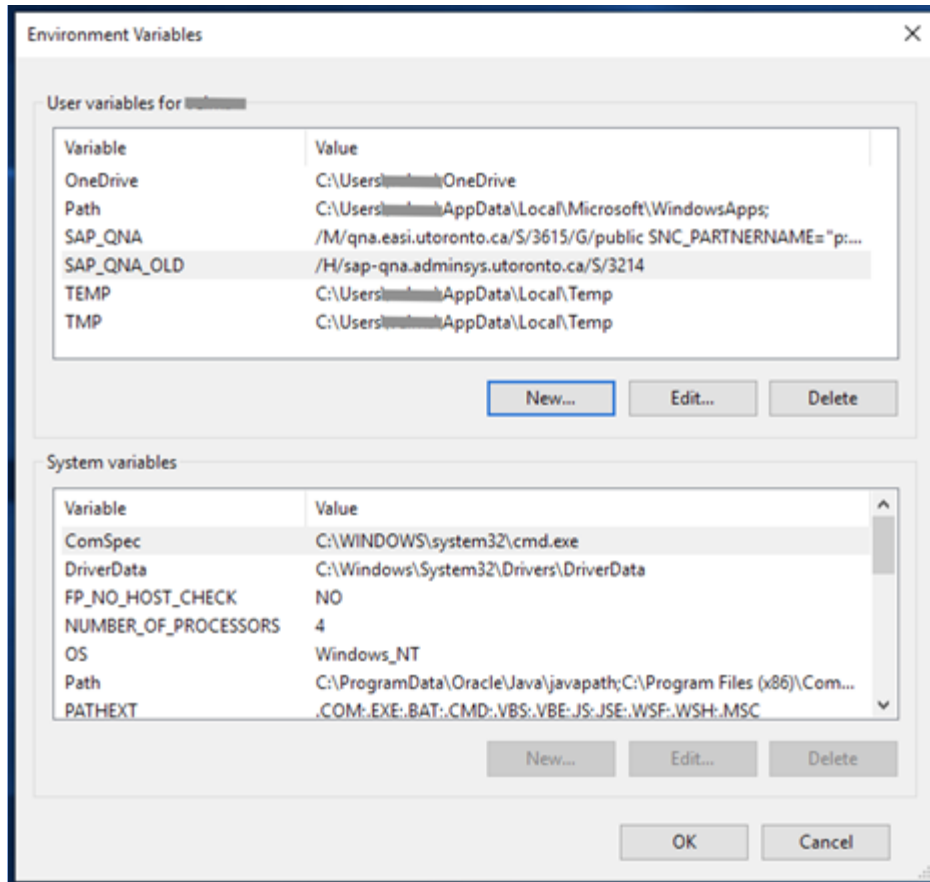 Environment Variables
User variables for
Variable Value
OneDrive C:\Users\ \OneDrive
Path C:\Users\ \AppData\Local\Microsoft\WindowsApps;
SAP_QNA /M/qna.easi.utoronto.ca/S/3615/G/public SNC_PARTNERNAME="p:...
SAP_QNA_OLD /H/sap-qna.adminsys.utoronto.ca/S/3214
TEMP C:\Users\ \AppData\Local\Temp
TMP C:\Users\ \AppData\Local\Temp
New... Edit... Delete
System variables
Variable Value
ComSpec C:\WINDOWS\system32\cmd.exe
DriverData C:\Windows\System32\Drivers\DriverData
FP_NO_HOST_CHECK NO
NUMBER_OF_PROCESSORS 4
OS Windows_NT
Path C:\ProgramData\Oracle\Java\javapath;C:\Program Files (x86)\Com...
PATHEXT .COM;.EXE;.BAT;.CMD;.VBS;.VBE;.JS;.JSE;.WSF;.WSH;.MSC
New... Edit... Delete
OK Cancel